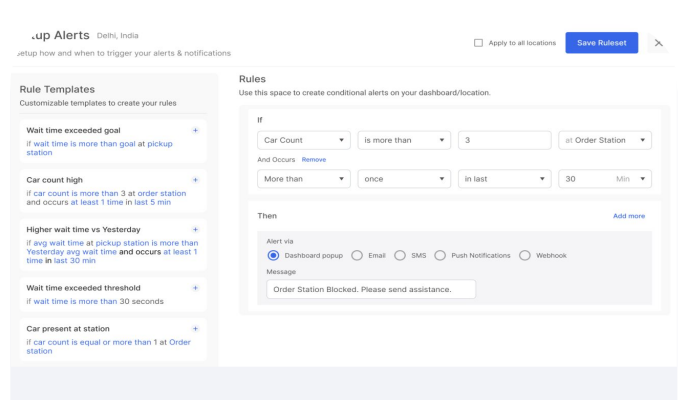 up Alerts Delhi, India
etup how and when to trigger your alerts & notifications
Apply to all locations
Save Ruleset
Rule Templates
Customizable templates to create your rules
Wait time exceeded goal +
if wait time is more than goal at pickup
station
Car count high +
if car count is more than 3 at order station
and occurs at least 1 time in last 5 min
Higher wait time vs Yesterday +
if avg wait time at pickup station is more than
Yesterday avg wait time and occurs at least 1
time in last 30 min
Wait time exceeded threshold +
if wait time is more than 30 seconds
Car present at station +
if car count is equal or more than 1 at Order
station
Rules
Use this space to create conditional alerts on your dashboard/location.
If
Car Count is more than 3 at Order Station
And Occurs Remove
More than once in last 30 Min
Then Add more
Alert via
Dashboard popup Email SMS Push Notifications Webhook
Message
Order Station Blocked. Please send assistance.